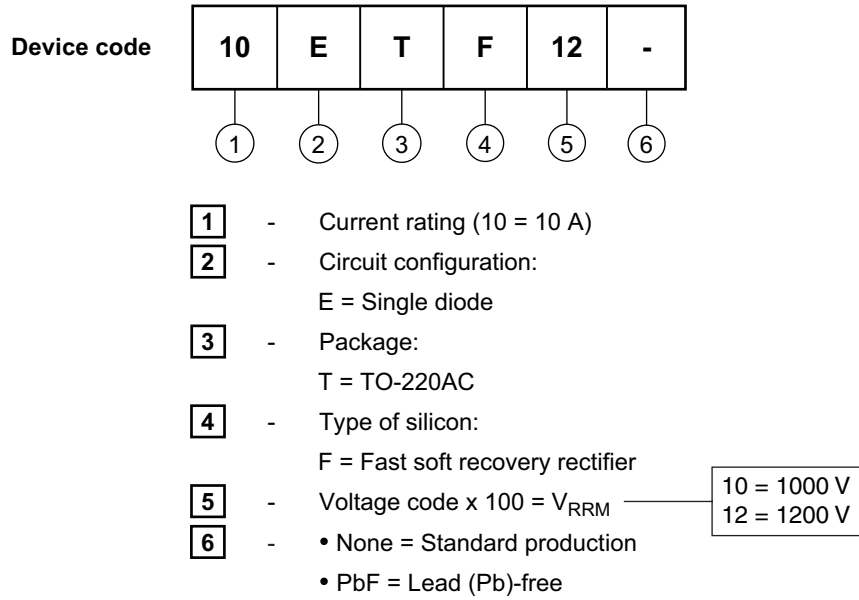 Device code 10 E T F 12 -
1 2 3 4 5 6
1 - Current rating (10 = 10 A)
2 - Circuit configuration:
E = Single diode
3 - Package:
T = TO-220AC
4 - Type of silicon:
F = Fast soft recovery rectifier
5 - Voltage code x 100 = VRRM
10 = 1000 V
12 = 1200 V
6 - • None = Standard production
• PbF = Lead (Pb)-free